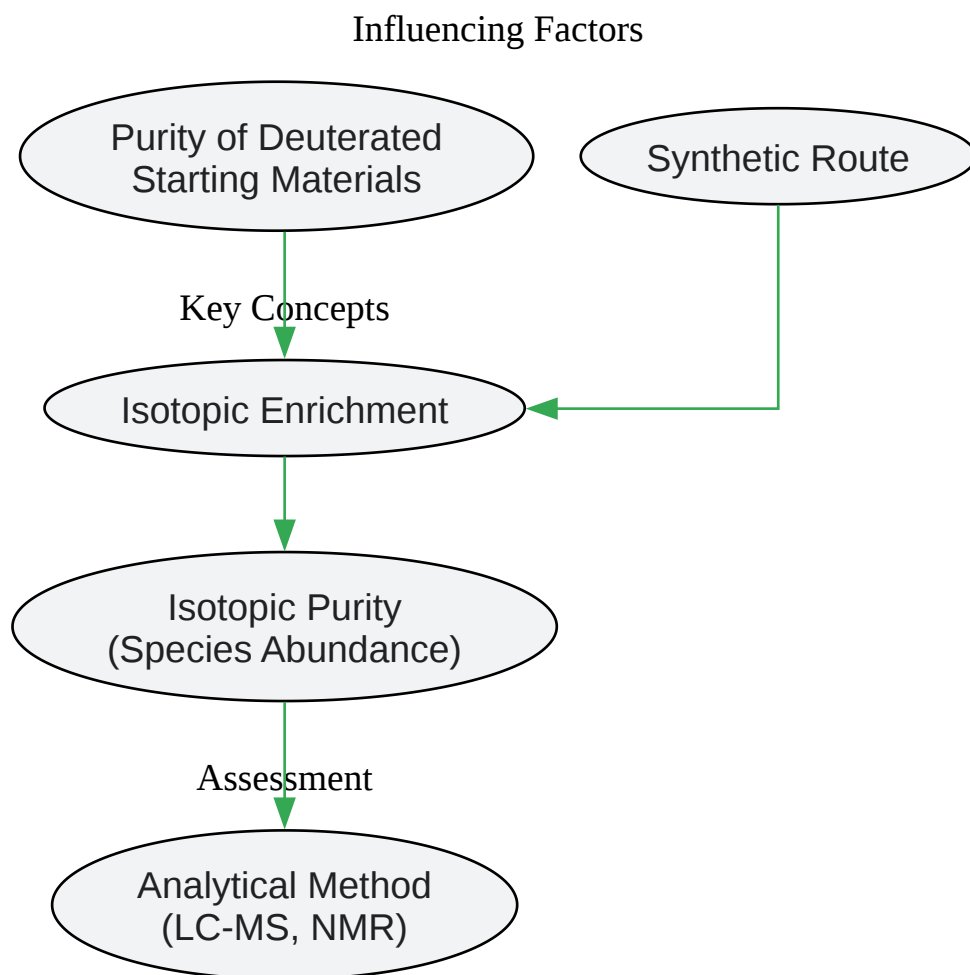 Influencing Factors
Purity of Deuterated
Starting Materials
Synthetic Route
Key Concepts
Isotopic Enrichment
Isotopic Purity
(Species Abundance)
Assessment
Analytical Method
(LC-MS, NMR)